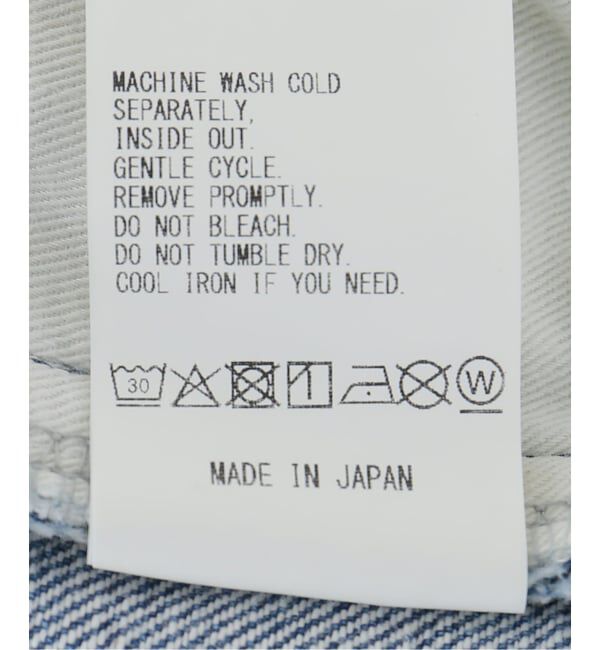 MACHINE WASH COLD
SEPARATELY,
INSIDE OUT.
GENTLE CYCLE.
REMOVE PROMPTLY.
DO NOT BLEACH.
DO NOT TUMBLE DRY.
COOL IRON IF YOU NEED.
30 W
MADE IN JAPAN